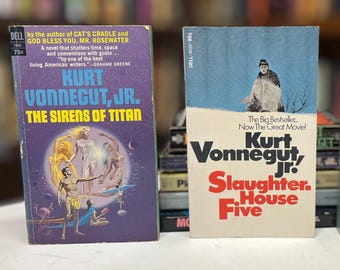 DELL
75¢
by the author of CAT'S CRADLE and
GOD BLESS YOU, MR. ROSEWATER
A novel that shatters time, space
and conventions with gusto...
"by one of the best
living American writers."—GRAHAM GREENE
KURT
VONNEGUT, JR.
THE SIRENS OF TITAN
DELL
95c
The Big Bestseller..
Now The Great Movie!
Kurt
Vonnegut,
jr.
Slaughter-
House
Five